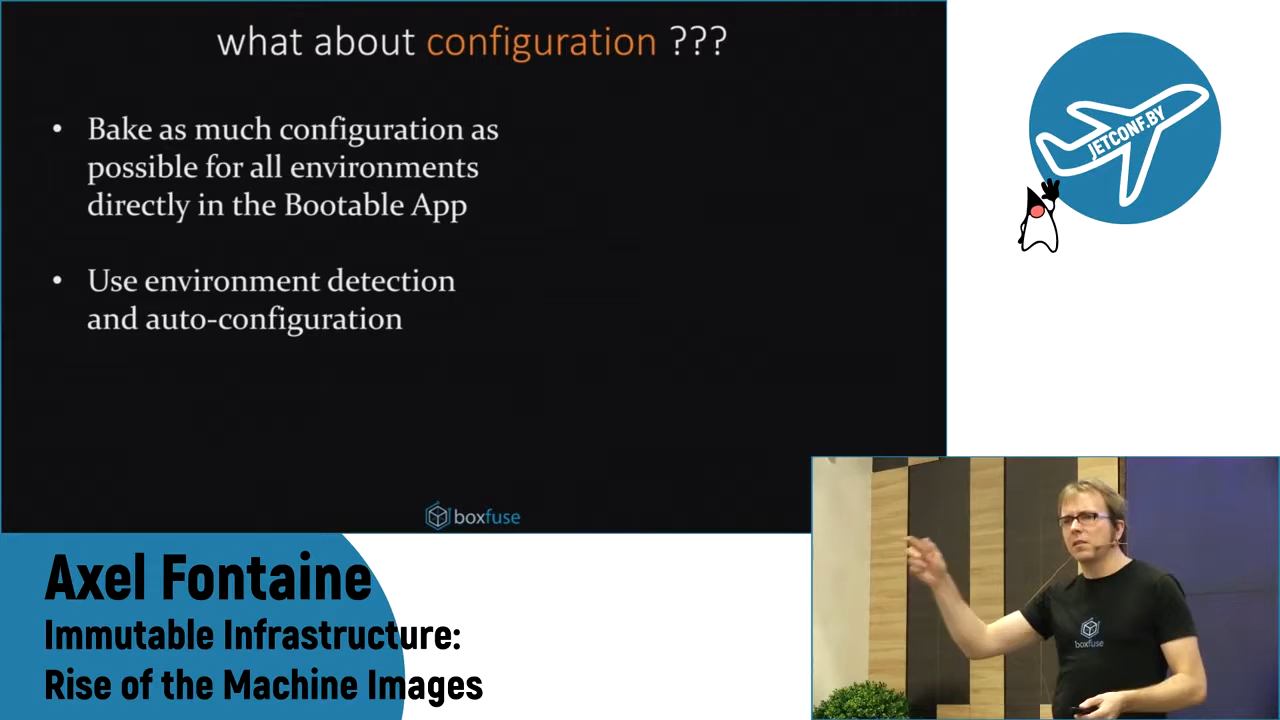 what about configuration ???
• Bake as much configuration as
possible for all environments
directly in the Bootable App
• Use environment detection
and auto-configuration
boxfuse
JETCONF.BY
boxfuse
Axel Fontaine
Immutable Infrastructure:
Rise of the Machine Images